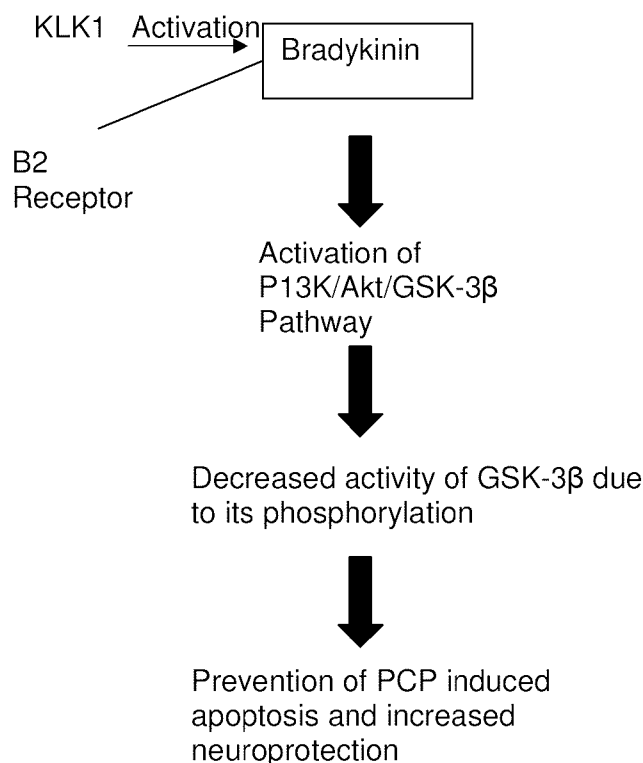 KLK1 Activation
Bradykinin
B2
Receptor
Activation of
P13K/Akt/GSK-3β
Pathway
Decreased activity of GSK-3β due
to its phosphorylation
Prevention of PCP induced
apoptosis and increased
neuroprotection